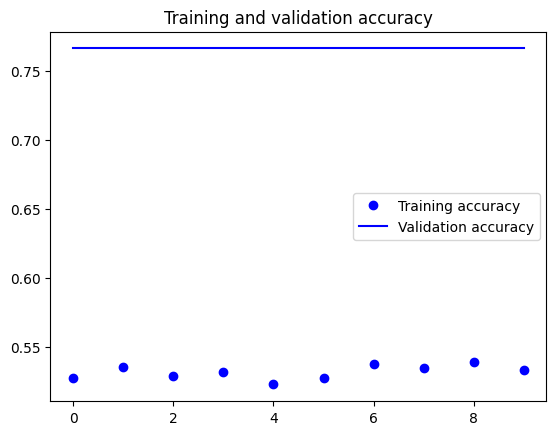 Training and validation accuracy
0.75
0.70
0.65
0.60
0.55
Training accuracy
Validation accuracy
0 2 4 6 8